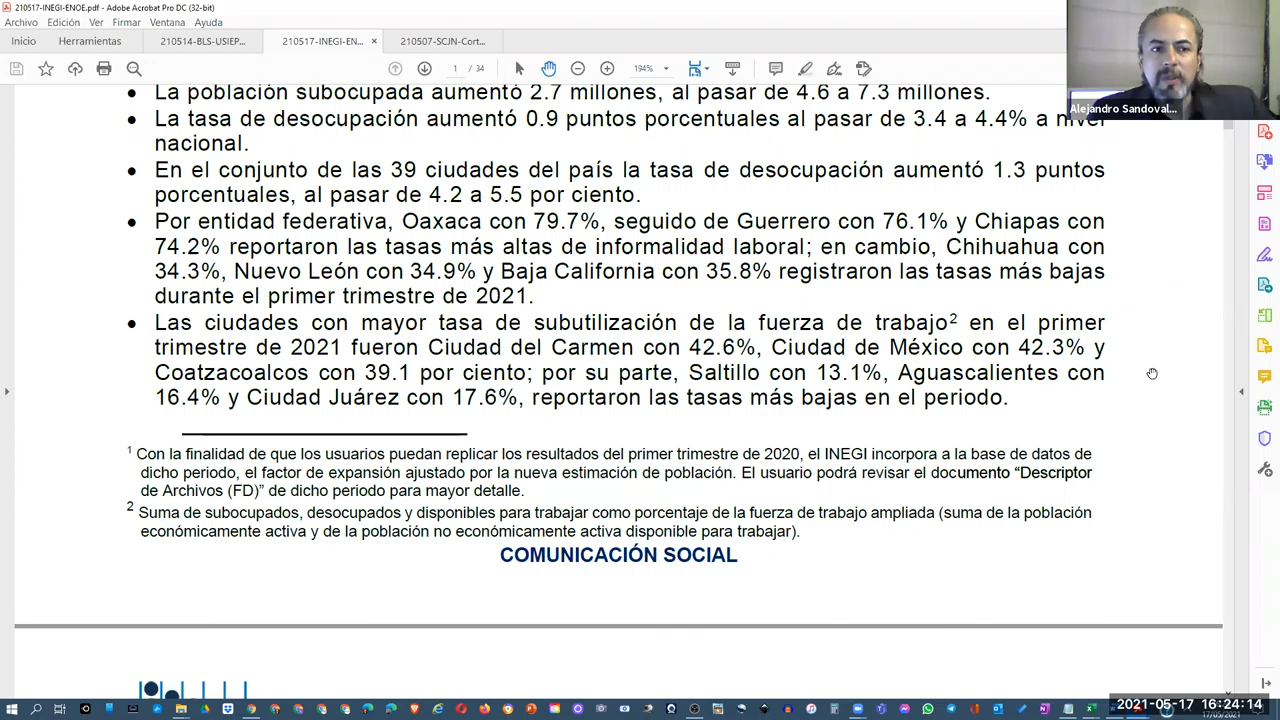 210517-INEGI-ENOE.pdf - Adobe Acrobat Pro DC (32-bit)
Archivo Edición Ver Firmar Ventana Ayuda
Inicio Herramientas 210514-BLS-USIEP... 210517-INEGI-EN... × 210507-SCJN-Cort...
1 / 34 194%
Alejandro Sandoval...
• La población subocupada aumentó 2.7 millones, al pasar de 4.6 a 7.3 millones.
• La tasa de desocupación aumentó 0.9 puntos porcentuales al pasar de 3.4 a 4.4% a nivel
nacional.
• En el conjunto de las 39 ciudades del país la tasa de desocupación aumentó 1.3 puntos
porcentuales, al pasar de 4.2 a 5.5 por ciento.
• Por entidad federativa, Oaxaca con 79.7%, seguido de Guerrero con 76.1% y Chiapas con
74.2% reportaron las tasas más altas de informalidad laboral; en cambio, Chihuahua con
34.3%, Nuevo León con 34.9% y Baja California con 35.8% registraron las tasas más bajas
durante el primer trimestre de 2021.
• Las ciudades con mayor tasa de subutilización de la fuerza de trabajo² en el primer
trimestre de 2021 fueron Ciudad del Carmen con 42.6%, Ciudad de México con 42.3% y
Coatzacoalcos con 39.1 por ciento; por su parte, Saltillo con 13.1%, Aguascalientes con
16.4% y Ciudad Juárez con 17.6%, reportaron las tasas más bajas en el periodo.
¹ Con la finalidad de que los usuarios puedan replicar los resultados del primer trimestre de 2020, el INEGI incorpora a la base de datos de
dicho periodo, el factor de expansión ajustado por la nueva estimación de población. El usuario podrá revisar el documento “Descriptor
de Archivos (FD)” de dicho periodo para mayor detalle.
² Suma de subocupados, desocupados y disponibles para trabajar como porcentaje de la fuerza de trabajo ampliada (suma de la población
económicamente activa y de la población no económicamente activa disponible para trabajar).
COMUNICACIÓN SOCIAL
2021-05-17 16:24:14
17/05/2021